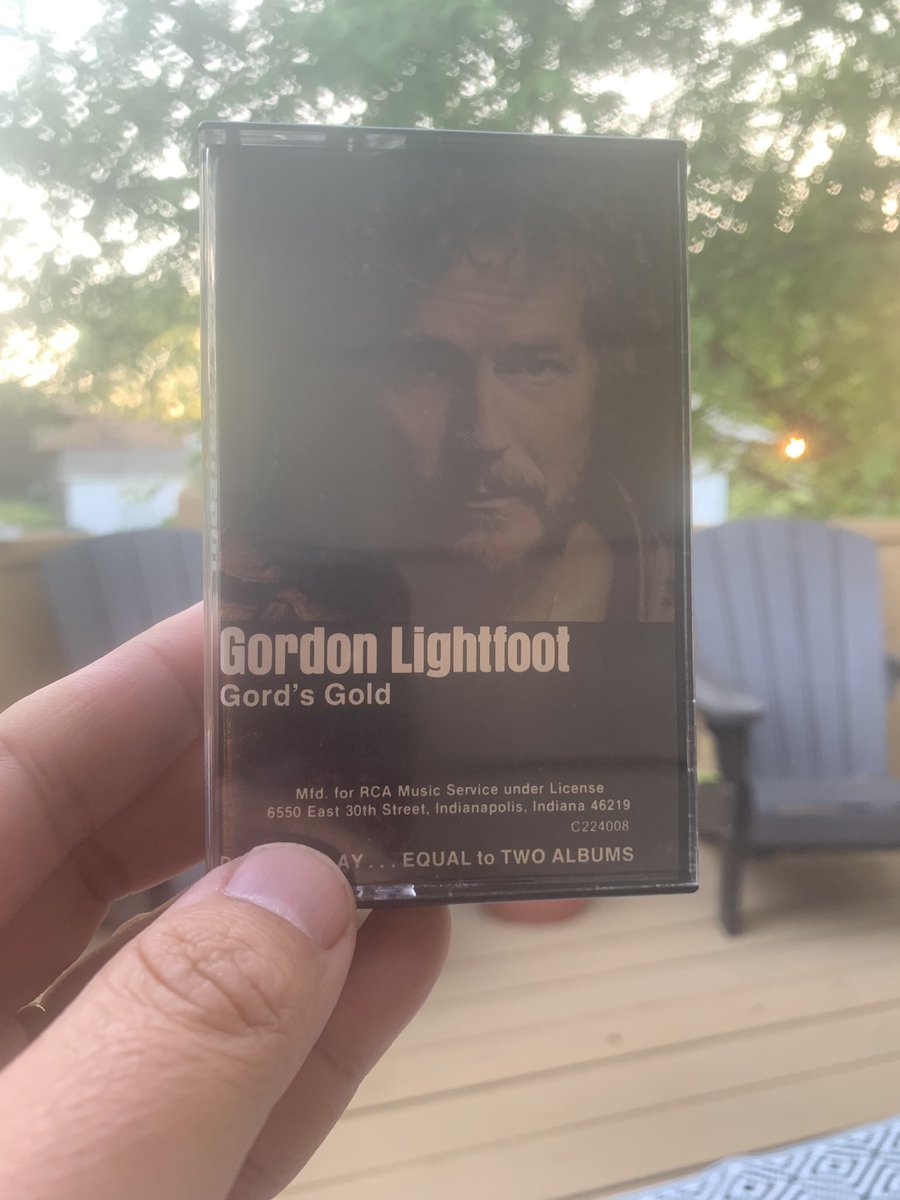 Gordon Lightfoot
Gord's Gold
Mfd. for RCA Music Service under License
6550 East 30th Street, Indianapolis, Indiana 46219
C224008
AY... EQUAL to TWO ALBUMS